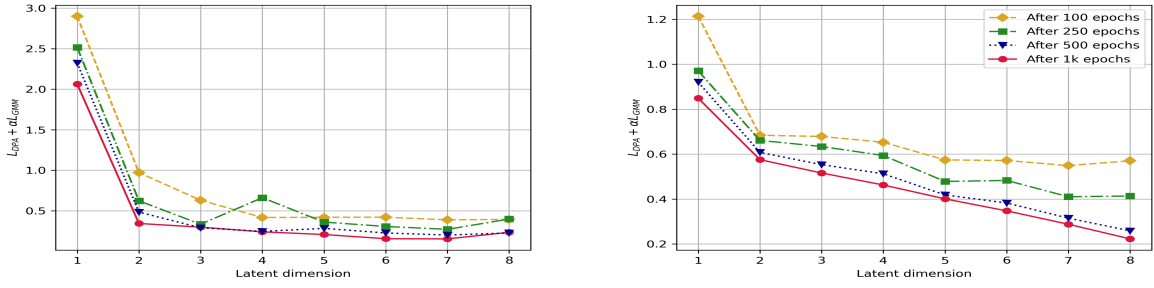 3.0
2.5
2.0
1.5
1.0
0.5
L_DPA + αL_GMM
1 2 3 4 5 6 7 8
Latent dimension
1.2
1.0
0.8
0.6
0.4
0.2
L_DPA + αL_GMM
1 2 3 4 5 6 7 8
Latent dimension
After 100 epochs
After 250 epochs
After 500 epochs
After 1k epochs